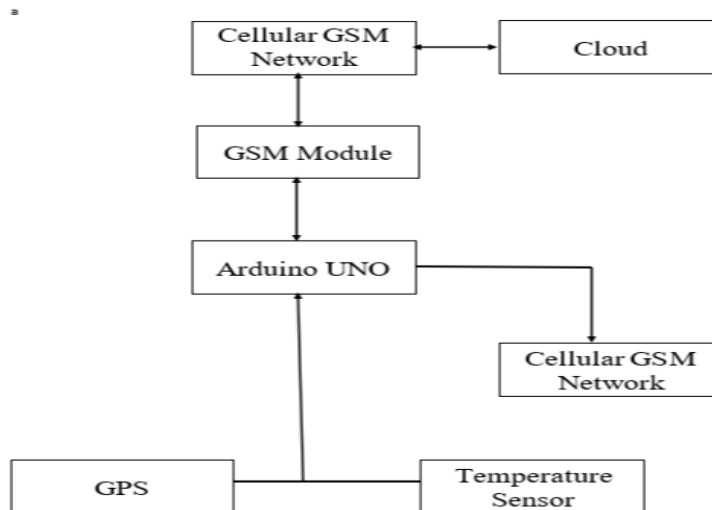 a
Cellular GSM
Network
Cloud
GSM Module
Arduino UNO
Cellular GSM
Network
GPS
Temperature
Sensor